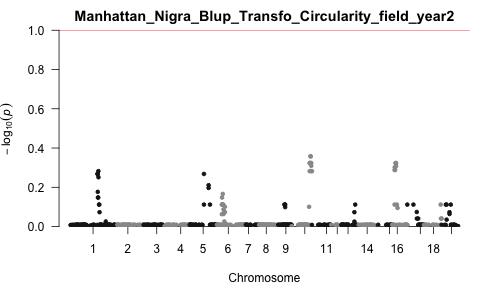 Manhattan_Nigra_Blup_Transfo_Circularity_field_year2
1.0
0.8
0.6
0.4
0.2
0.0
− log10(p)
1 2 3 4 5 6 7 8 9 11 14 16 18
Chromosome